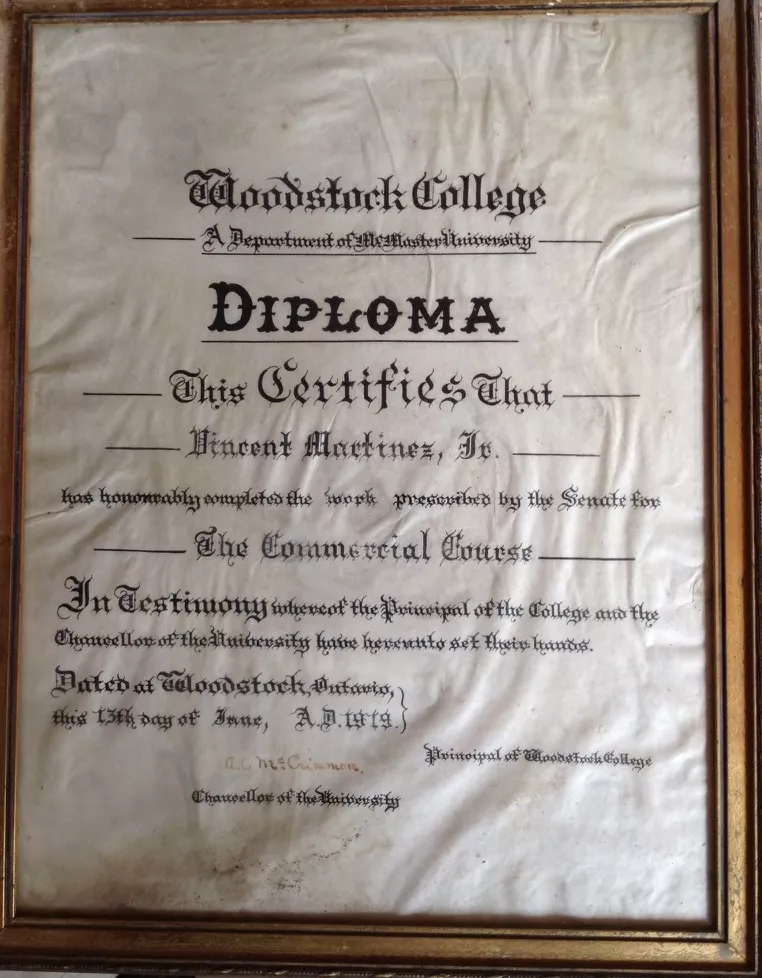 Woodstock College
A Department of McMaster University
DIPLOMA
This Certifies That
Vincent Martinez, Jr.
has honourably completed the work prescribed by the Senate for
The Commercial Course
In Testimony whereof the Principal of the College and the
Chancellor of the University have hereunto set their hands.
Dated at Woodstock, Ontario,
this 13th day of June, A.D. 1919.
A.L. McCrimmon.
Principal of Woodstock College
Chancellor of the University